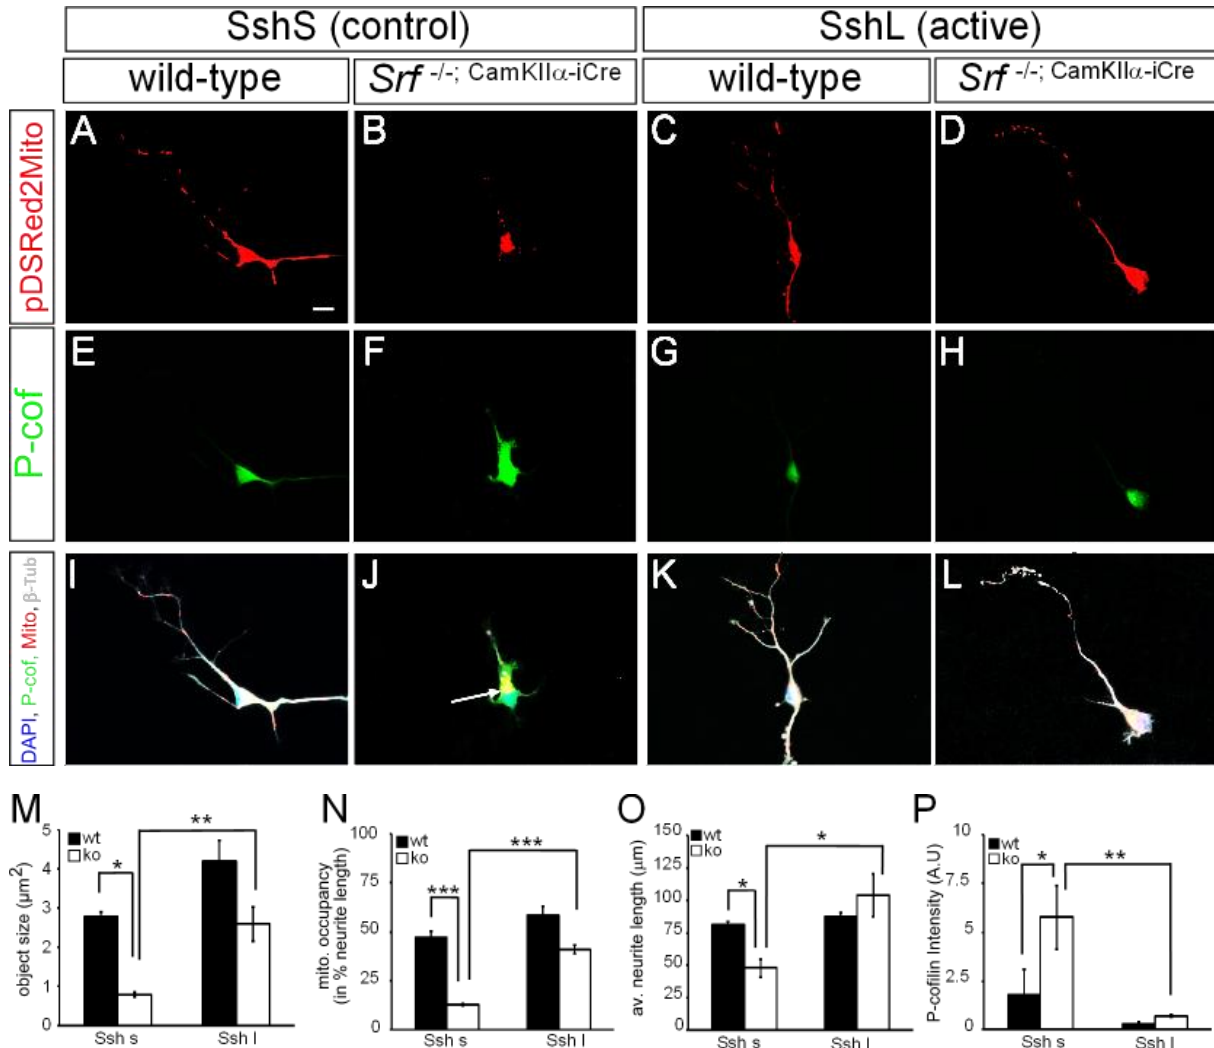 SshS (control)
SshL (active)
wild-type
Srf -/-; CamKIIα-iCre
wild-type
Srf -/-; CamKIIα-iCre
pDSRed2Mito
A
B
C
D
P-cof
E
F
G
H
DAPI, P-cof, Mito, β-Tub
I
J
K
L
M
object size (µm²)
5
4
3
2
1
0
wt
ko
*
**
Ssh s
Ssh l
N
mito. occupancy
(in % neurite length)
100
75
50
25
0
wt
ko
***
***
Ssh s
Ssh l
O
av. neurite length (µm)
150
125
100
75
50
25
0
wt
ko
*
*
Ssh s
Ssh l
P
P-cofilin Intensity (A.U)
10
7.5
5
2.5
0
wt
ko
*
**
Ssh s
Ssh l